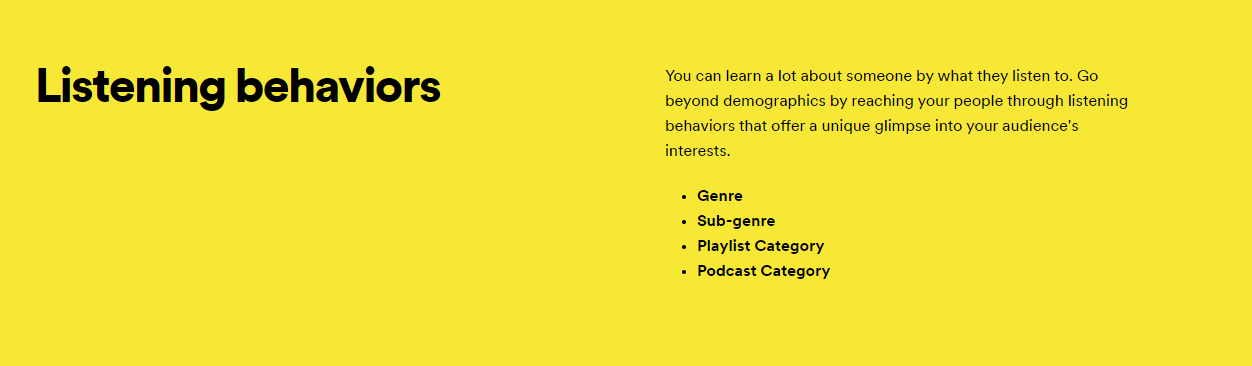 Listening behaviors
You can learn a lot about someone by what they listen to. Go
beyond demographics by reaching your people through listening
behaviors that offer a unique glimpse into your audience's
interests.
• Genre
• Sub-genre
• Playlist Category
• Podcast Category